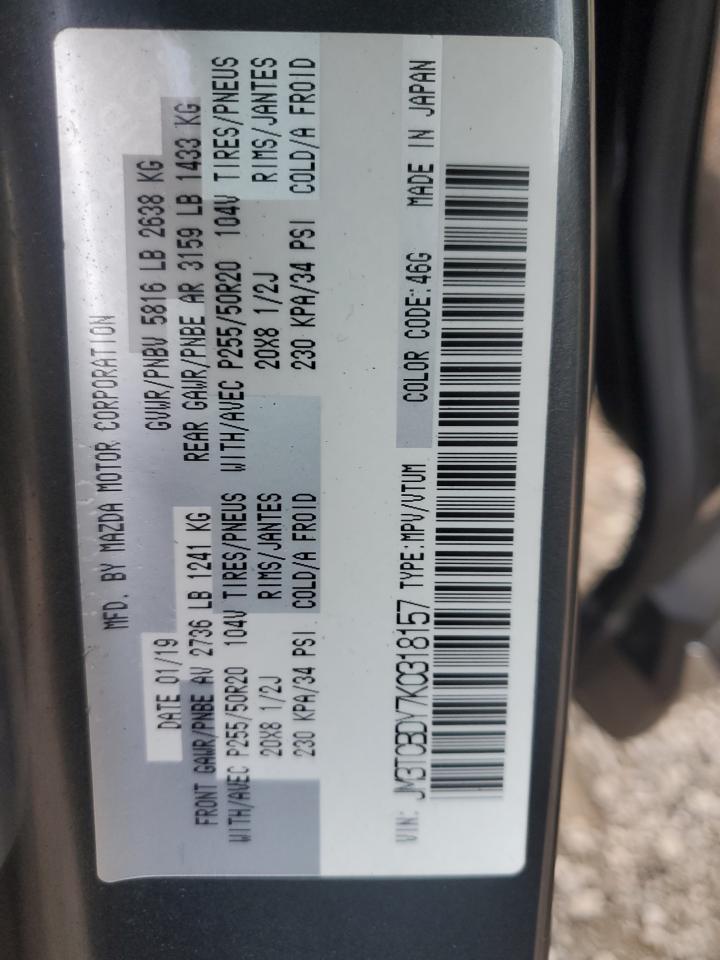 MFD. BY MAZDA MOTOR CORPORATION
DATE 01/19 GVWR/PNBV 5816 LB 2638 KG
FRONT GAWR/PNBE AV 2736 LB 1241 KG REAR GAWR/PNBE AR 3159 LB 1433 KG
WITH/AVEC P255/50R20 104V TIRES/PNEUS WITH/AVEC P255/50R20 104V TIRES/PNEUS
20X8 1/2J RIMS/JANTES 20X8 1/2J RIMS/JANTES
230 KPA/34 PSI COLD/A FROID 230 KPA/34 PSI COLD/A FROID
VIN: JM3TCBDY7K0318157 TYPE:MPV/VTUM COLOR CODE:46G MADE IN JAPAN